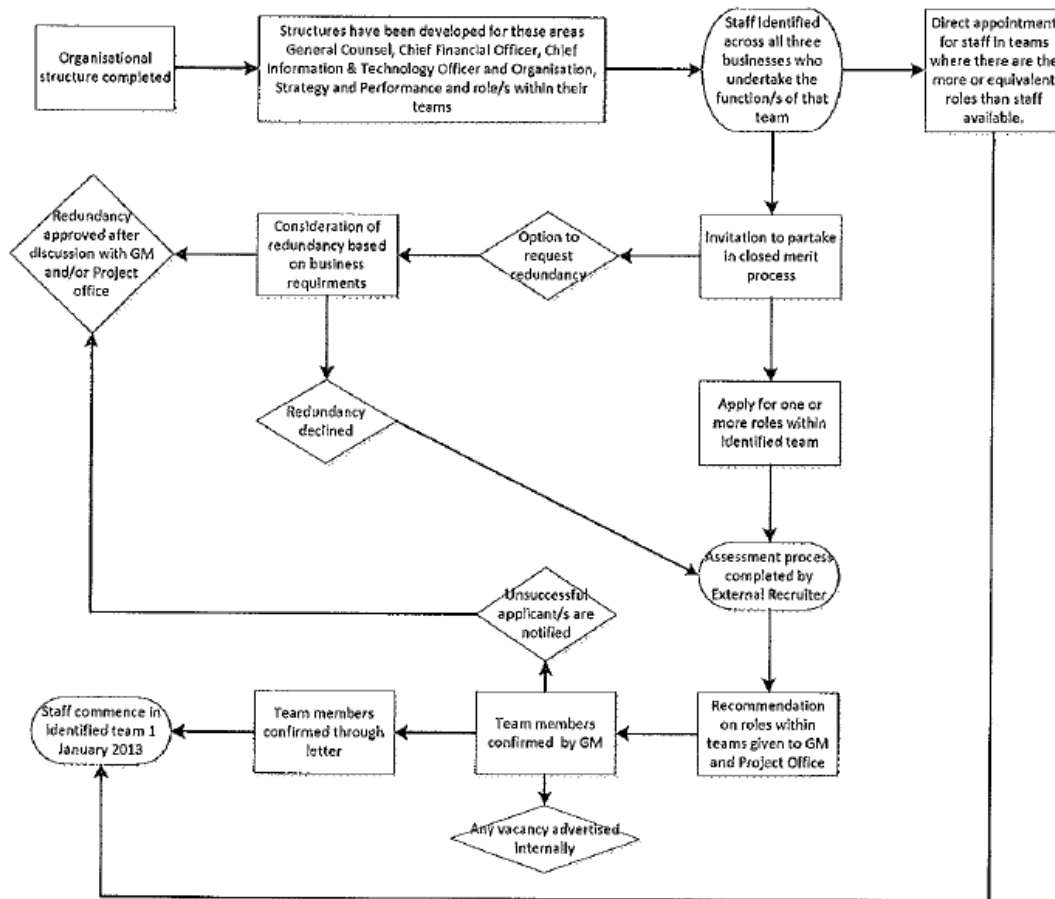 Organisational
structure completed
Structures have been developed for these areas
General Counsel, Chief Financial Officer, Chief
Information & Technology Officer and Organisation,
Strategy and Performance and role/s within their
teams
Staff identified
across all three
businesses who
undertake the
function/s of that
team
Direct appointment
for staff in teams
where there are the
more or equivalent
roles than staff
available.
Redundancy
approved after
discussion with GM
and/or Project
office
Consideration of
redundancy based
on business
requirments
Option to
request
redundancy
Invitation to partake
in closed merit
process
Redundancy
declined
Apply for one or
more roles within
identified team
Assessment process
completed by
External Recruiter
Unsuccessful
applicant/s are
notified
Staff commence in
identified team 1
January 2013
Team members
confirmed through
letter
Team members
confirmed by GM
Recommendation
on roles within
teams given to GM
and Project Office
Any vacancy advertised
internally